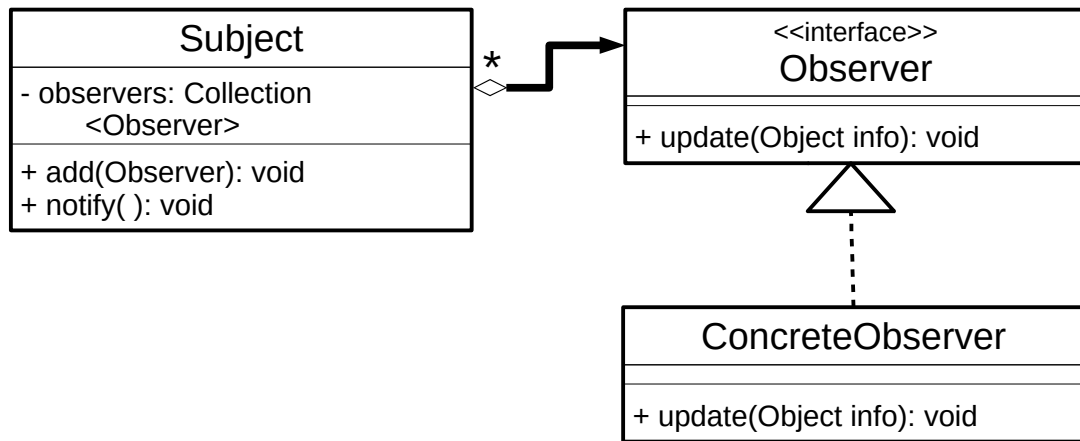 Subject
- observers: Collection
<Observer>
+ add(Observer): void
+ notify( ): void
*
<<interface>>
Observer
+ update(Object info): void
ConcreteObserver
+ update(Object info): void